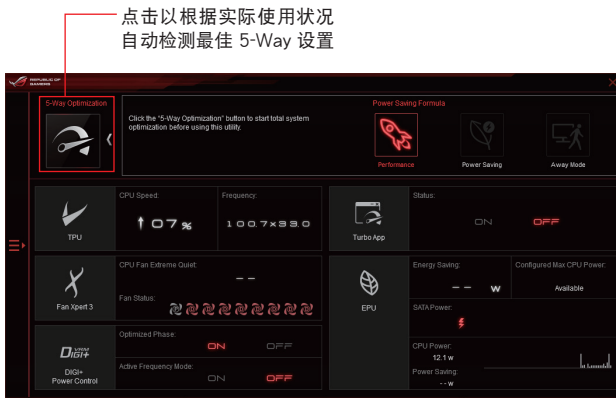 点击以根据实际使用状况
自动检测最佳 5-Way 设置
REPUBLIC OF
GAMERS
5-Way Optimization
Click the "5-Way Optimization" button to start total system
optimization before using this utility.
Power Saving Formula
Performance
Power Saving
Away Mode
TPU
CPU Speed:
107%
Frequency:
100.7x33.0
Turbo App
Status:
ON OFF
Fan Xpert 3
CPU Fan Extreme Quiet:
--
Fan Status:
EPU
Energy Saving:
-- w
Configured Max CPU Power:
Available
SATA Power:
CPU Power:
12.1 w
Power Saving:
-- w
DIGI+ VRM
DIGI+
Power Control
Optimized Phase:
ON OFF
Active Frequency Mode:
ON OFF